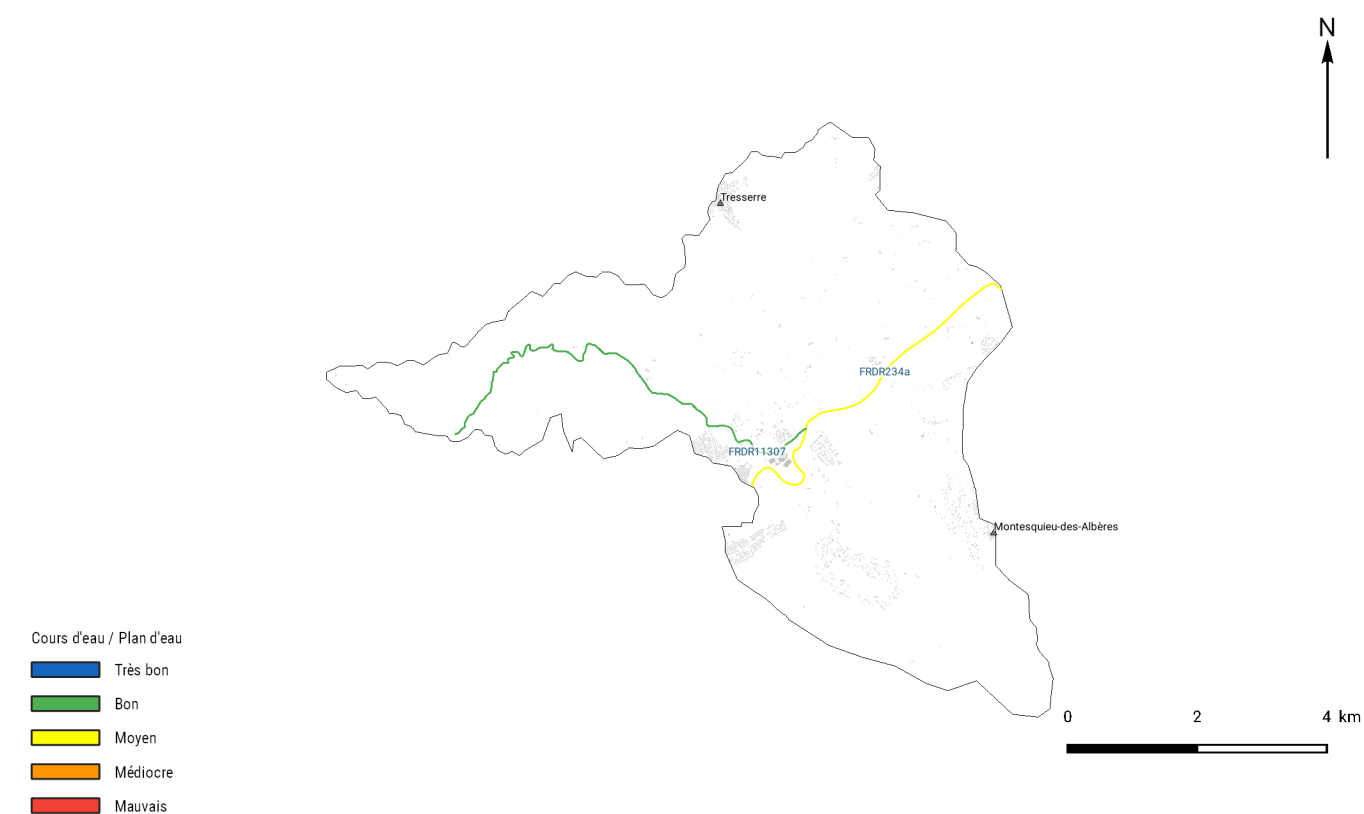 N
Tresserre
FRDR234a
FRDR11307
Montesquieu-des-Albères
Cours d'eau / Plan d'eau
Très bon
Bon
Moyen
Médiocre
Mauvais
0 2 4 km